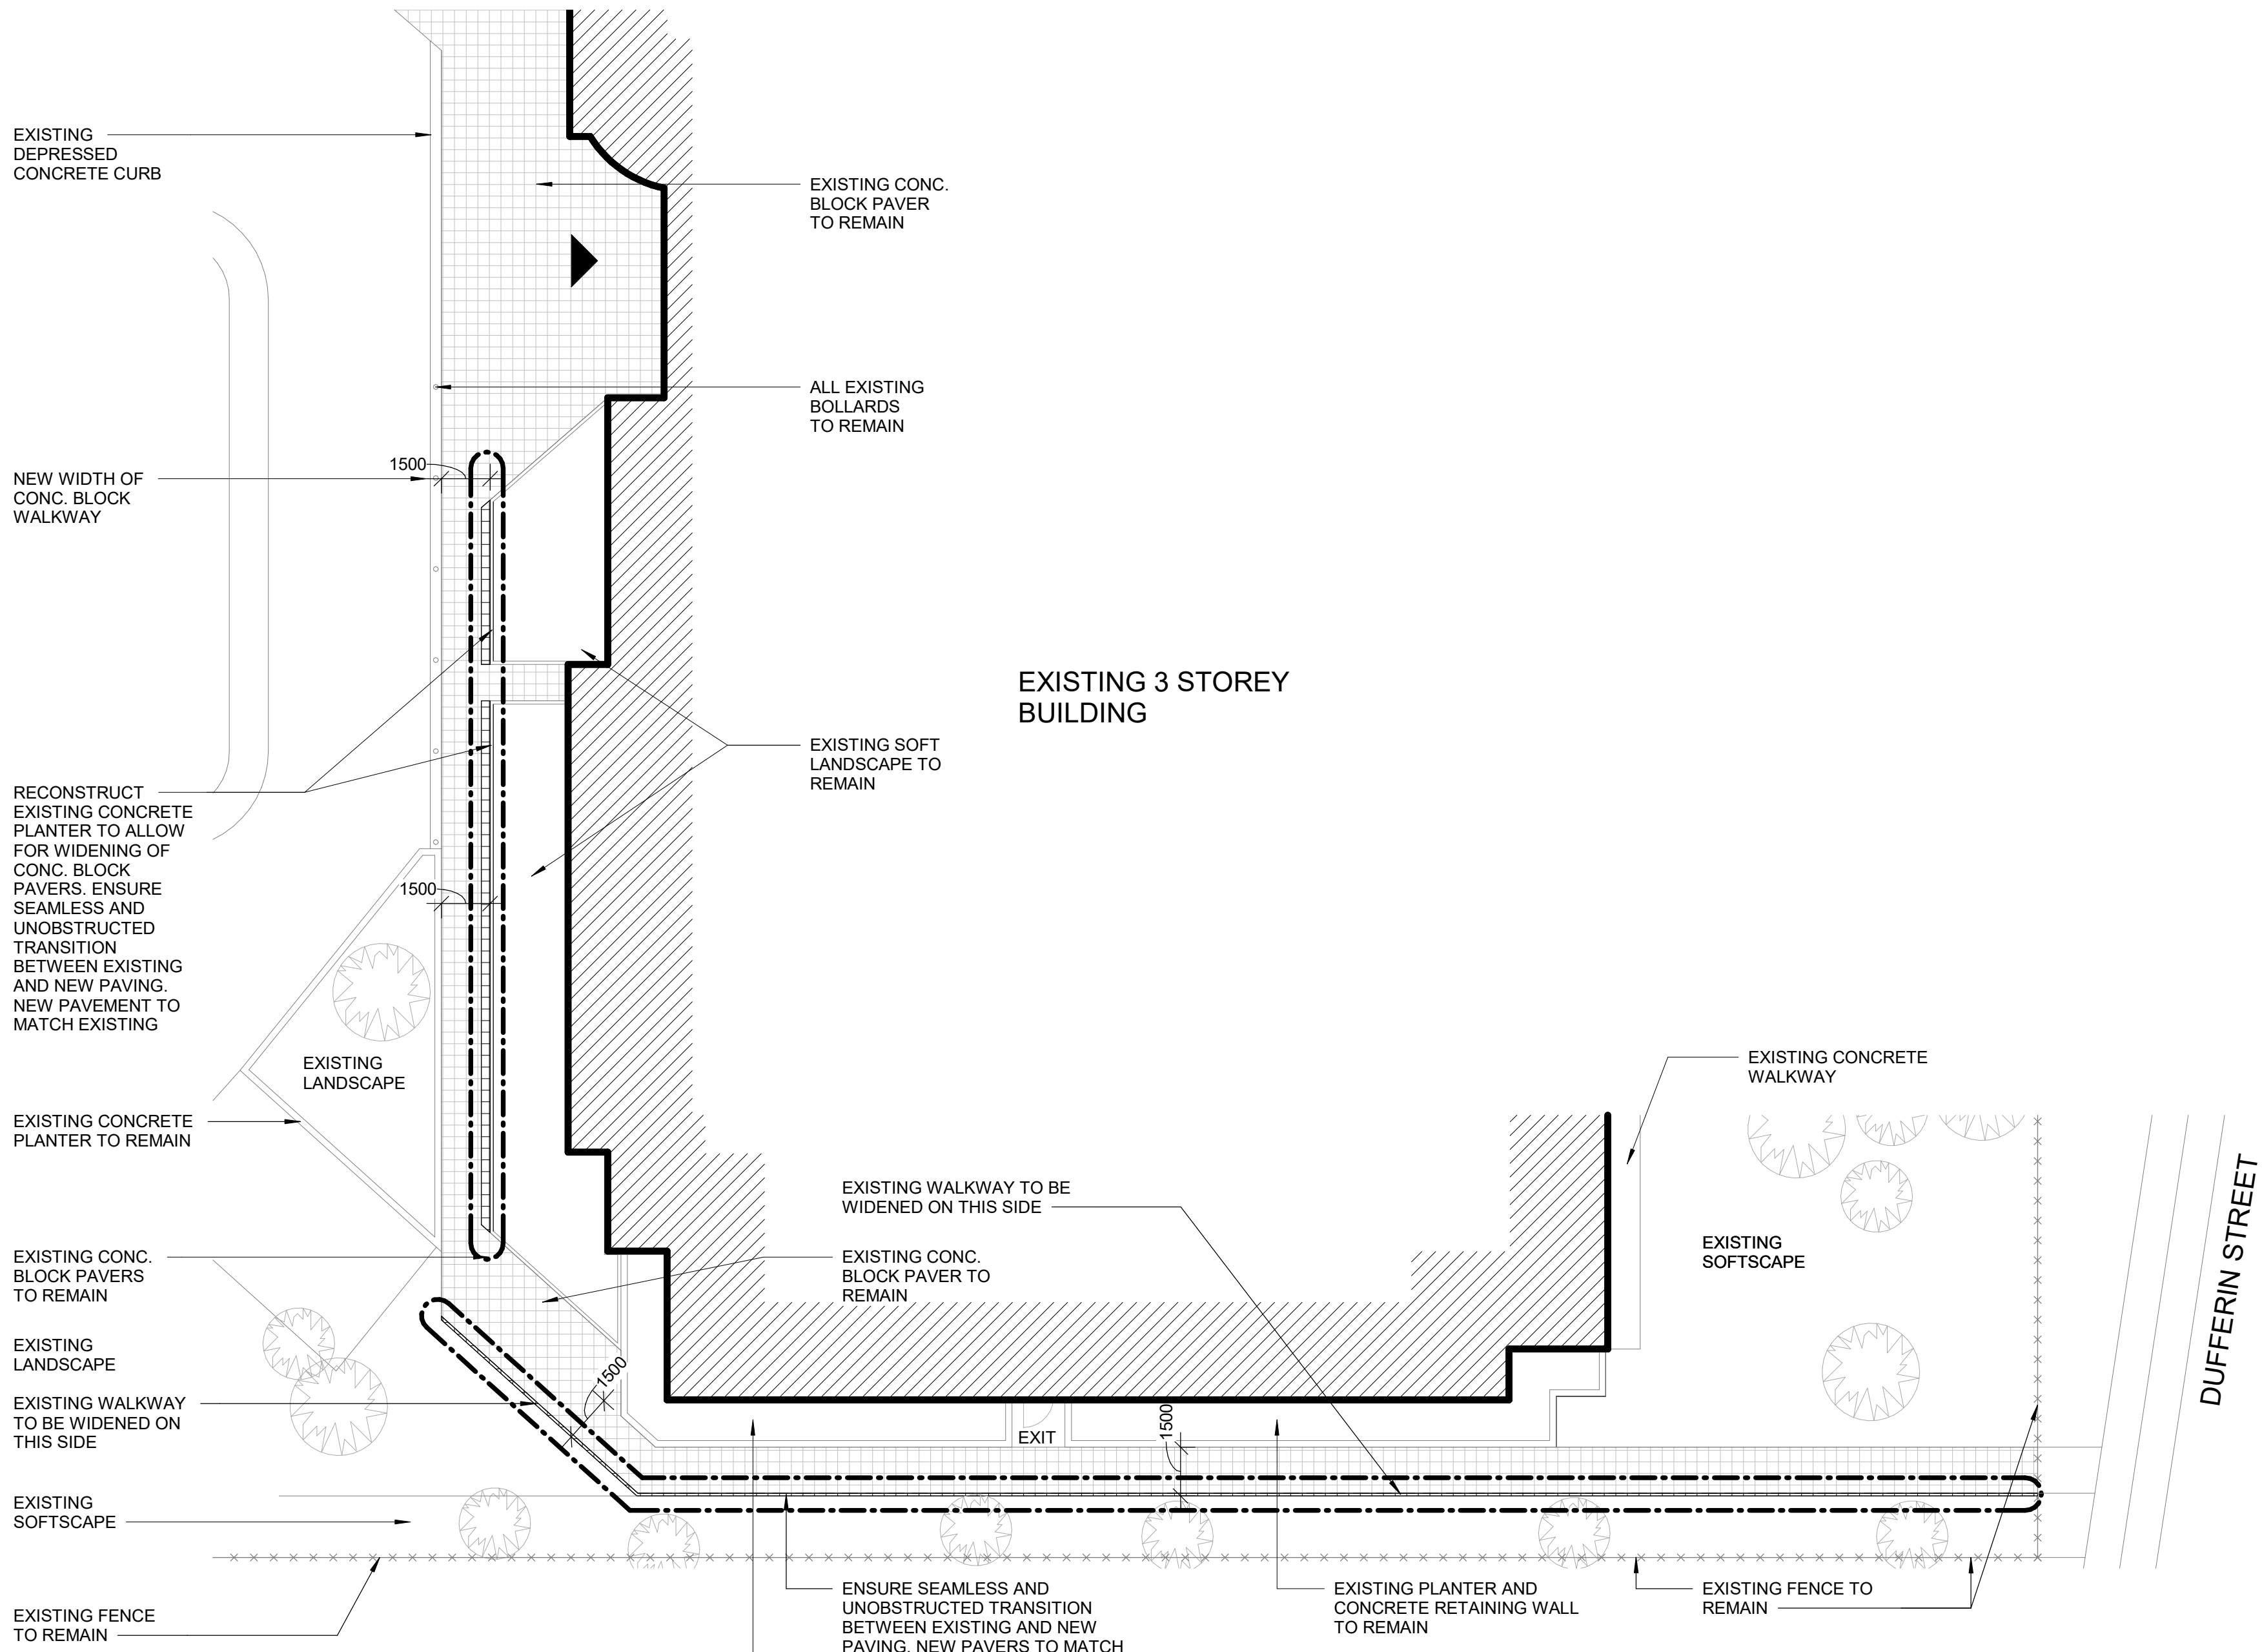 EXISTING
DEPRESSED
CONCRETE CURB
EXISTING CONC.
BLOCK PAVER
TO REMAIN
ALL EXISTING
BOLLARDS
TO REMAIN
1500
NEW WIDTH OF
CONC. BLOCK
WALKWAY
EXISTING 3 STOREY
BUILDING
EXISTING SOFT
LANDSCAPE TO
REMAIN
RECONSTRUCT
EXISTING CONCRETE
PLANTER TO ALLOW
FOR WIDENING OF
CONC. BLOCK
PAVERS. ENSURE
SEAMLESS AND
UNOBSTRUCTED
TRANSITION
BETWEEN EXISTING
AND NEW PAVING.
NEW PAVEMENT TO
MATCH EXISTING
1500
EXISTING
LANDSCAPE
EXISTING CONCRETE
WALKWAY
EXISTING CONCRETE
PLANTER TO REMAIN
EXISTING WALKWAY TO BE
WIDENED ON THIS SIDE
EXISTING
SOFTSCAPE
DUFFERIN STREET
EXISTING CONC.
BLOCK PAVERS
TO REMAIN
EXISTING CONC.
BLOCK PAVER TO
REMAIN
EXISTING
LANDSCAPE
1500
EXISTING WALKWAY
TO BE WIDENED ON
THIS SIDE
EXIT
1500
EXISTING
SOFTSCAPE
EXISTING FENCE
TO REMAIN
ENSURE SEAMLESS AND
UNOBSTRUCTED TRANSITION
BETWEEN EXISTING AND NEW
PAVING. NEW PAVERS TO MATCH
EXISTING PLANTER AND
CONCRETE RETAINING WALL
TO REMAIN
EXISTING FENCE TO
REMAIN